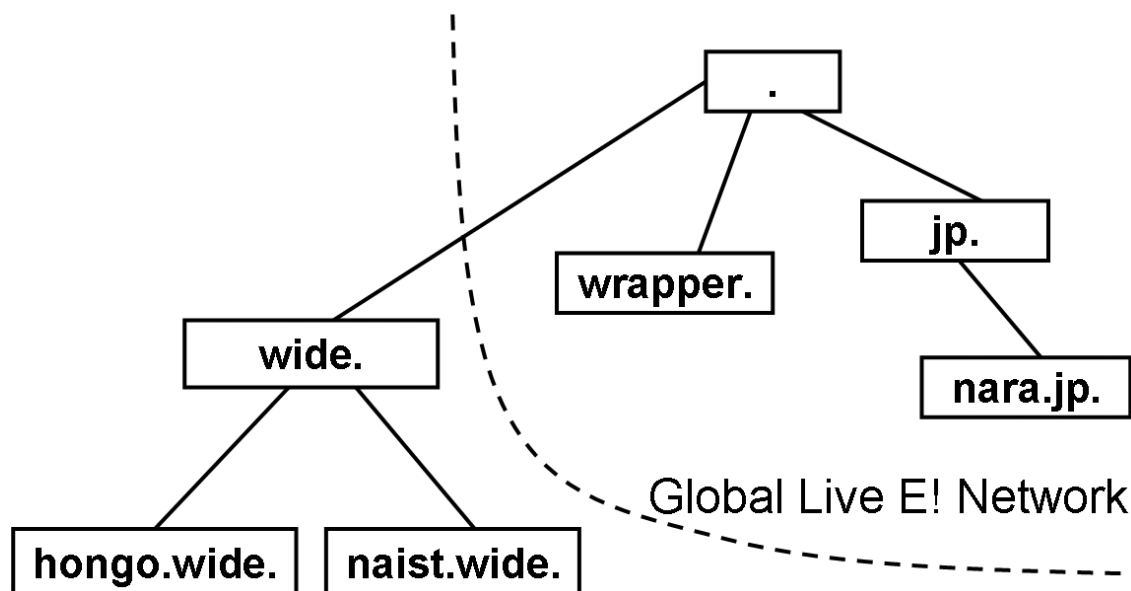 .
jp.
wrapper.
wide.
nara.jp.
Global Live E! Network
hongo.wide.
naist.wide.